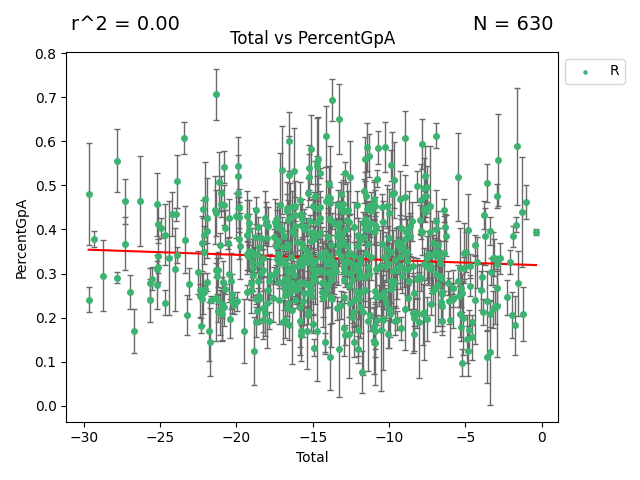 r^2 = 0.00 N = 630
Total vs PercentGpA
R
0.8
0.7
0.6
0.5
0.4
0.3
0.2
0.1
0.0
PercentGpA
−30 −25 −20 −15 −10 −5 0
Total